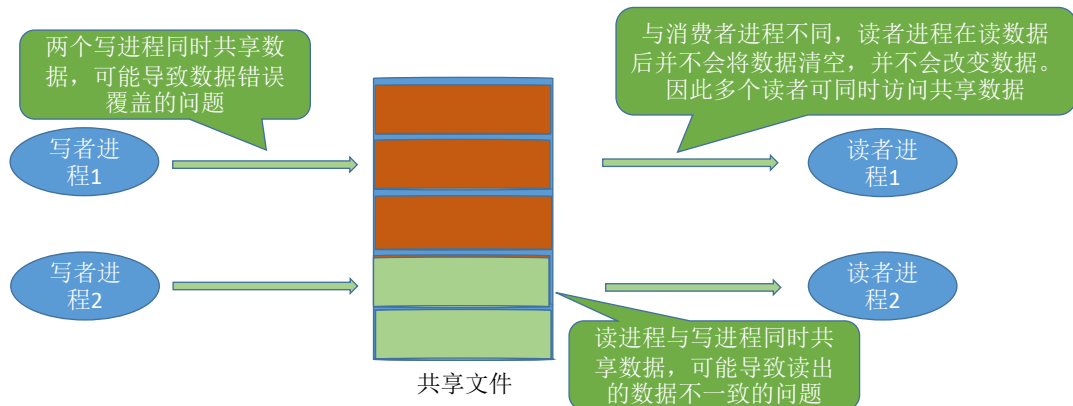 两个写进程同时共享数
据，可能导致数据错误
覆盖的问题
与消费者进程不同，读者进程在读数据
后并不会将数据清空，并不会改变数据。
因此多个读者可同时访问共享数据
写者进
程1
读者进
程1
写者进
程2
读者进
程2
读进程与写进程同时共
享数据，可能导致读出
的数据不一致的问题
共享文件